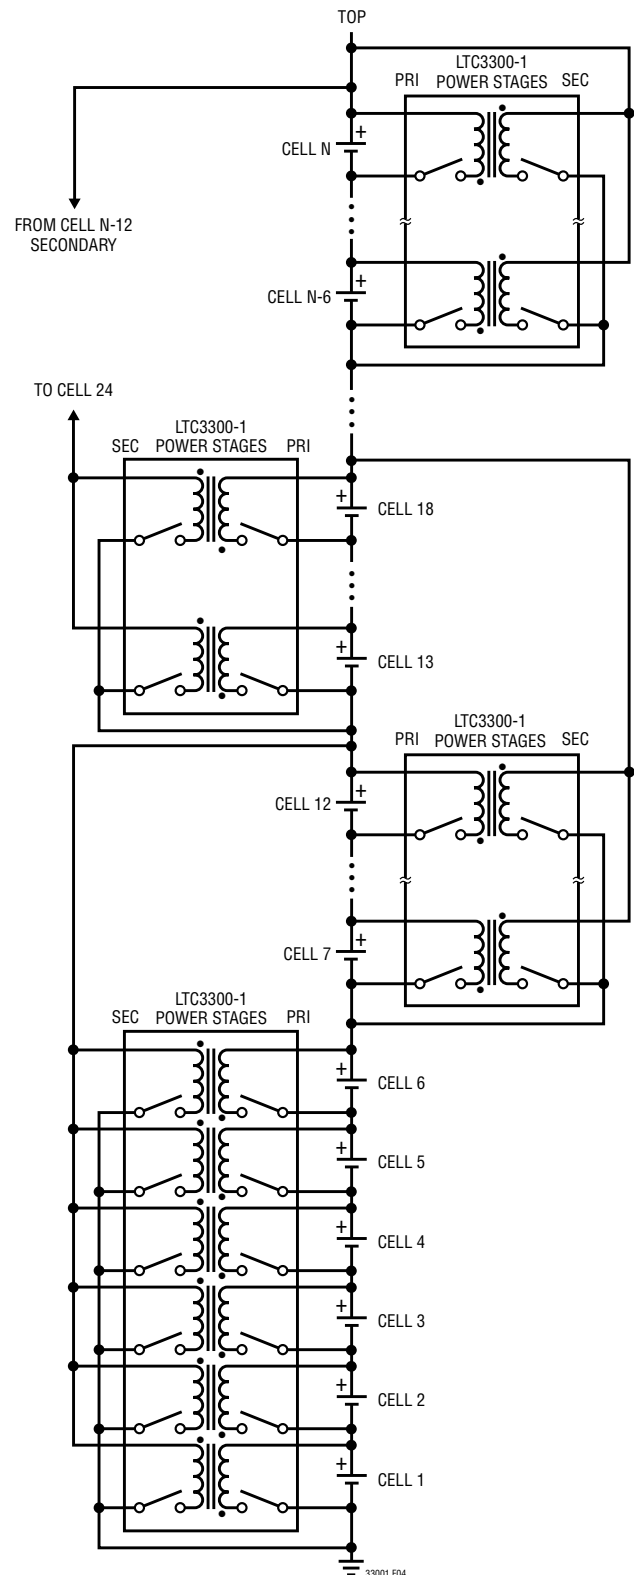 TOP
LTC3300-1
PRI POWER STAGES SEC
+
CELL N
FROM CELL N-12
SECONDARY
+
CELL N-6
TO CELL 24
LTC3300-1
SEC POWER STAGES PRI
+
CELL 18
+
CELL 13
LTC3300-1
PRI POWER STAGES SEC
+
CELL 12
+
CELL 7
LTC3300-1
SEC POWER STAGES PRI
+
CELL 6
+
CELL 5
+
CELL 4
+
CELL 3
+
CELL 2
+
CELL 1
33001 F04